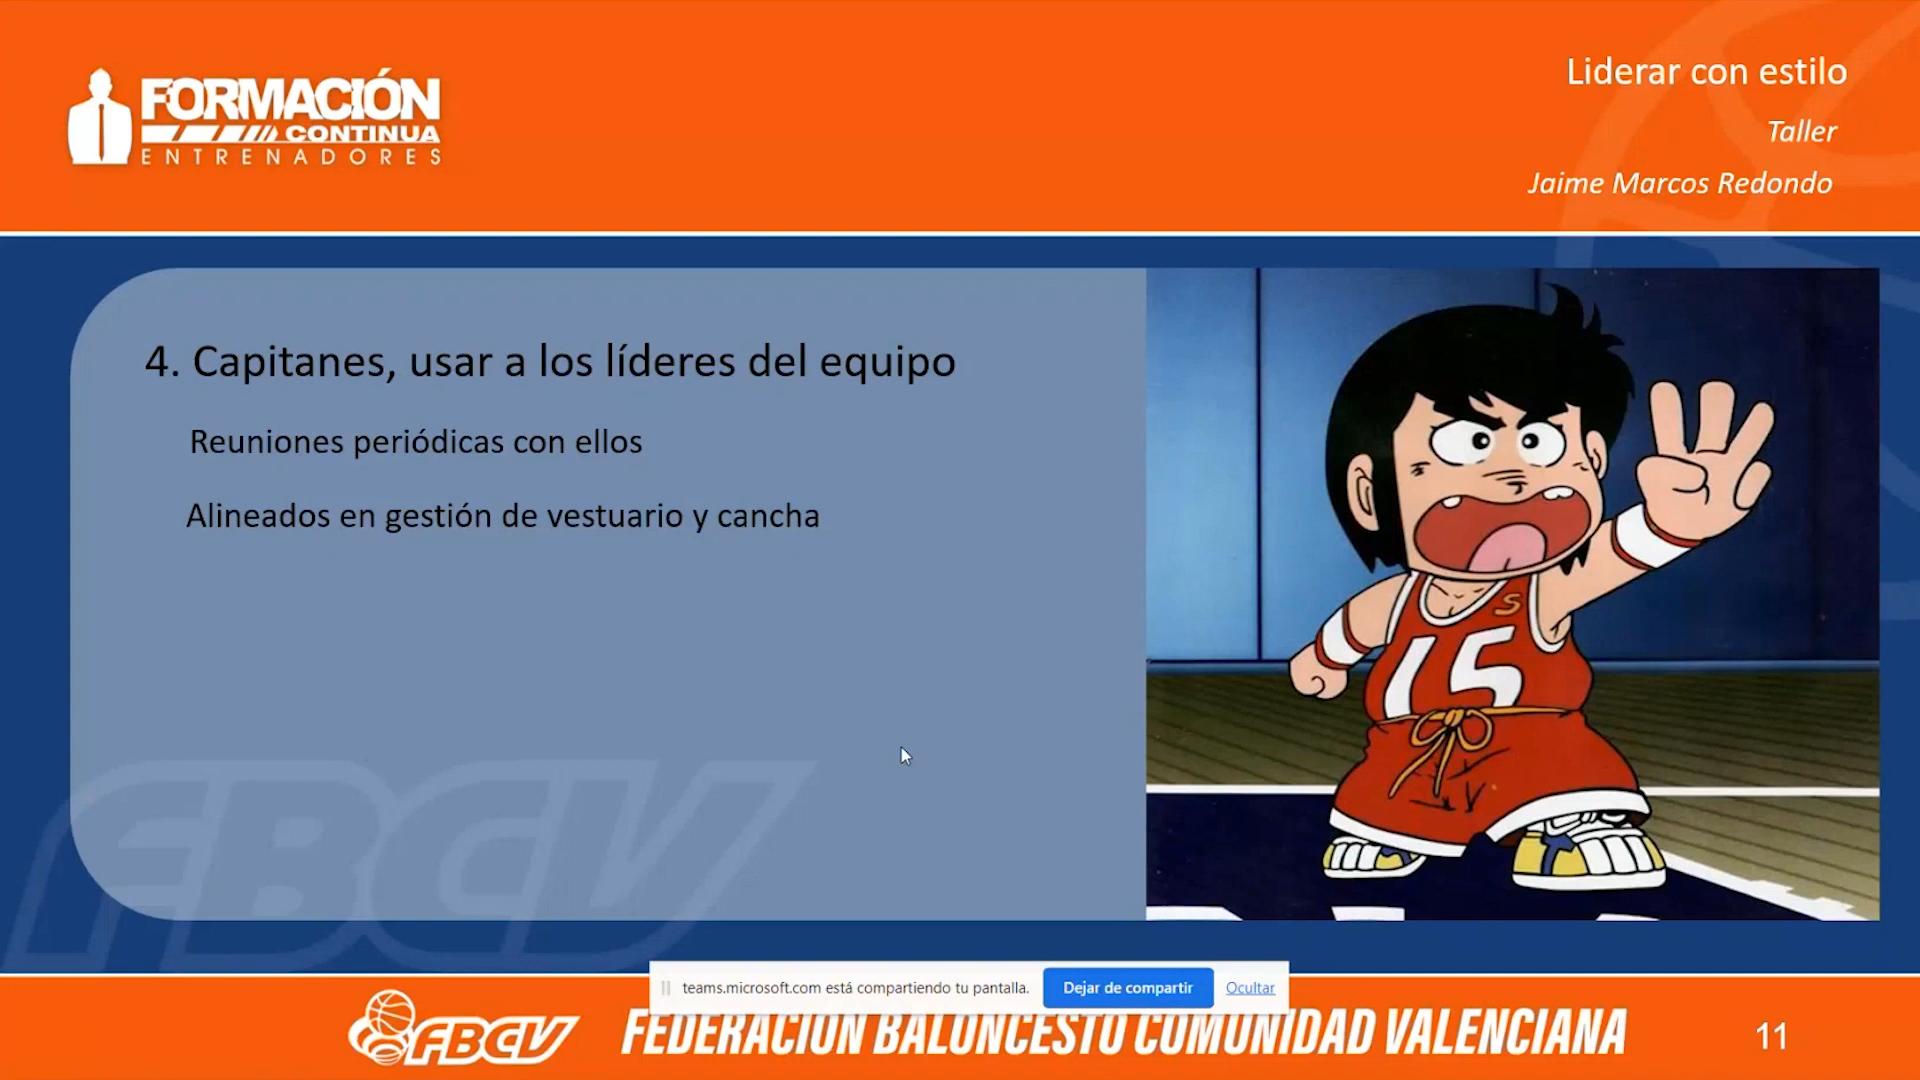 FORMACIÓN
CONTINUA
ENTRENADORES
Liderar con estilo
Taller
Jaime Marcos Redondo
4. Capitanes, usar a los líderes del equipo
Reuniones periódicas con ellos
Alineados en gestión de vestuario y cancha
S
15
FBCV
teams.microsoft.com está compartiendo tu pantalla.
Dejar de compartir
Ocultar
FBCV
FEDERACIÓN BALONCESTO COMUNIDAD VALENCIANA
11